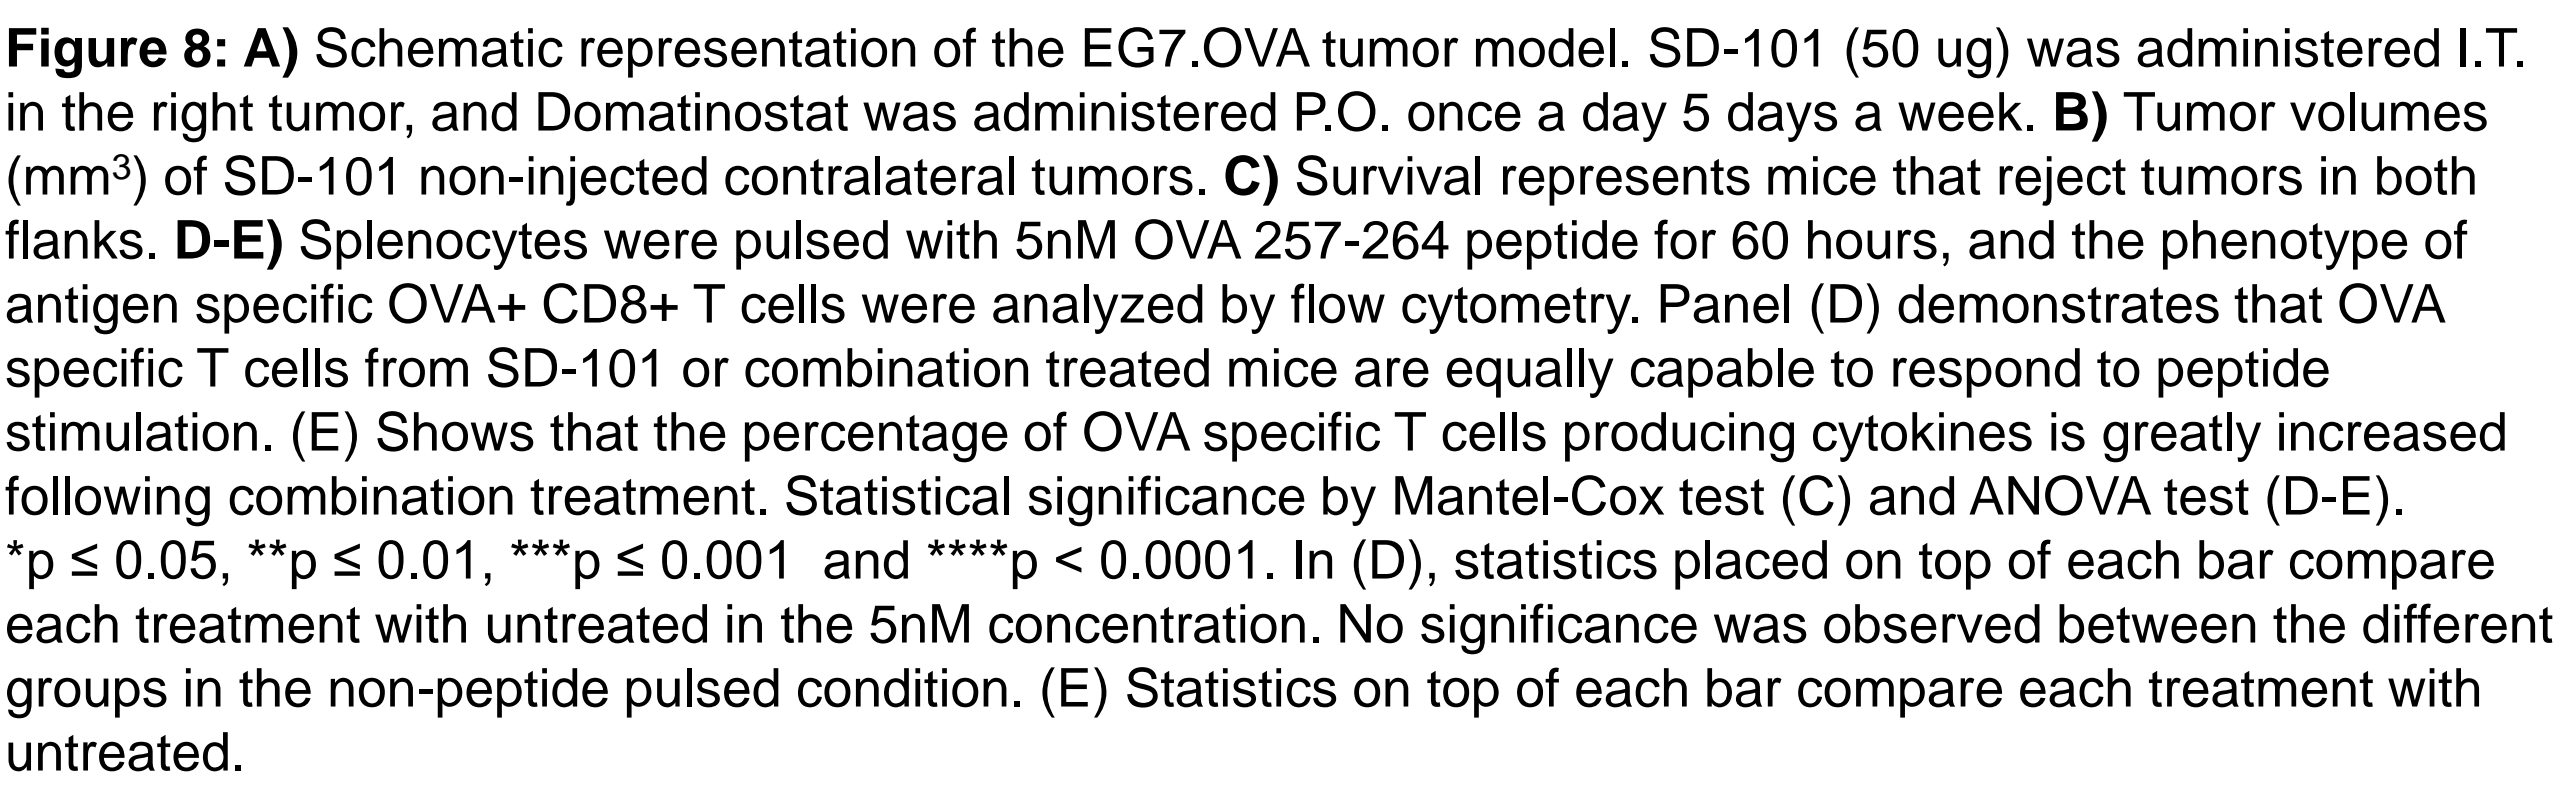 Figure 8: A) Schematic representation of the EG7.OVA tumor model. SD-101 (50 ug) was administered I.T.
in the right tumor, and Domatinostat was administered P.O. once a day 5 days a week. B) Tumor volumes
(mm³) of SD-101 non-injected contralateral tumors. C) Survival represents mice that reject tumors in both
flanks. D-E) Splenocytes were pulsed with 5nM OVA 257-264 peptide for 60 hours, and the phenotype of
antigen specific OVA+ CD8+ T cells were analyzed by flow cytometry. Panel (D) demonstrates that OVA
specific T cells from SD-101 or combination treated mice are equally capable to respond to peptide
stimulation. (E) Shows that the percentage of OVA specific T cells producing cytokines is greatly increased
following combination treatment. Statistical significance by Mantel-Cox test (C) and ANOVA test (D-E).
*p ≤ 0.05, **p ≤ 0.01, ***p ≤ 0.001  and ****p < 0.0001. In (D), statistics placed on top of each bar compare
each treatment with untreated in the 5nM concentration. No significance was observed between the different
groups in the non-peptide pulsed condition. (E) Statistics on top of each bar compare each treatment with
untreated.